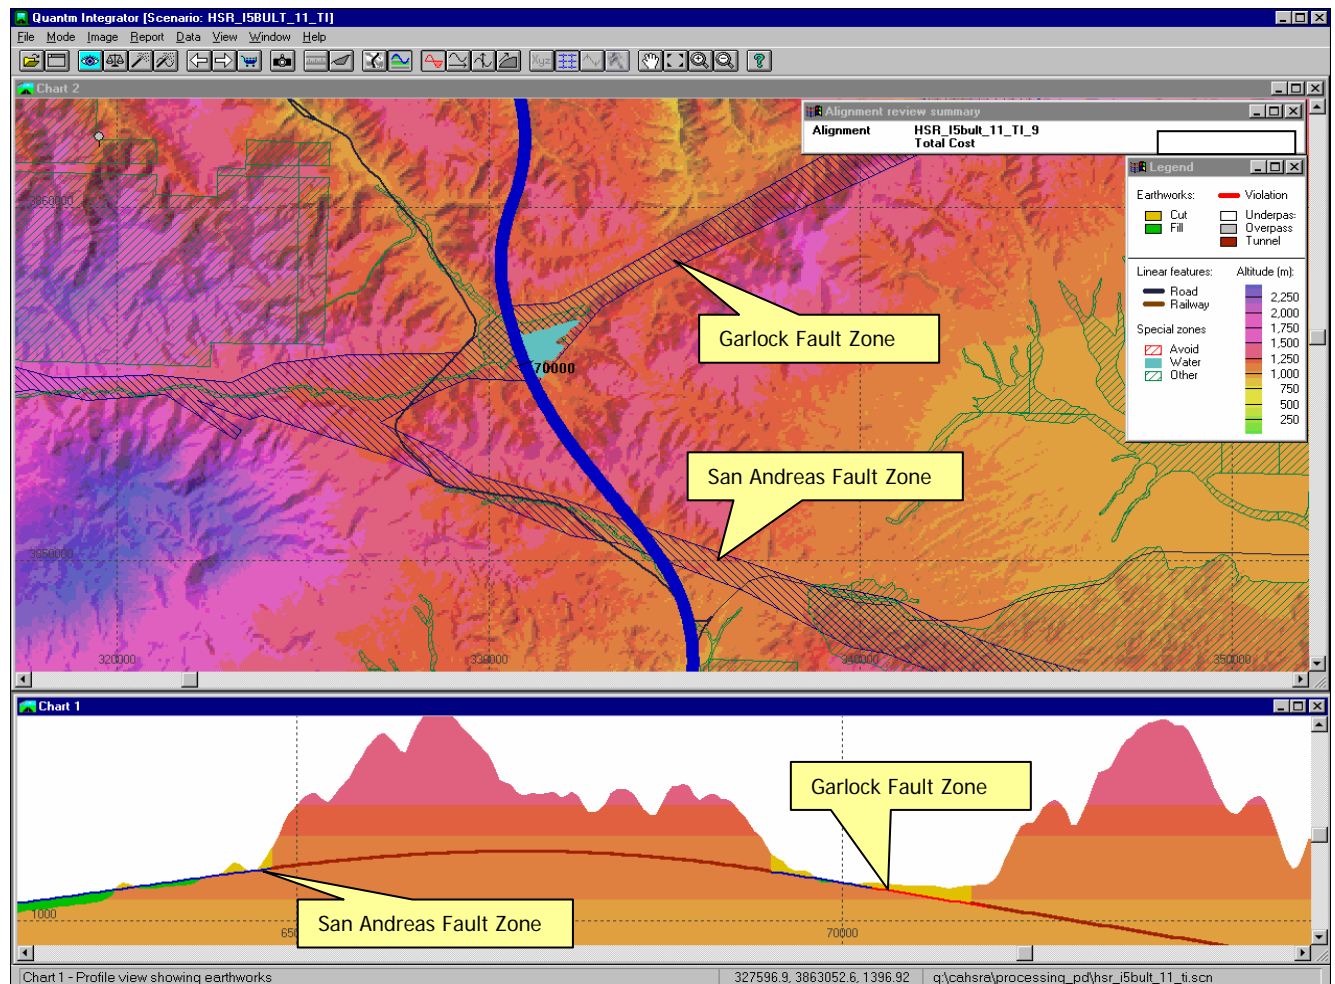 Quantm Integrator [Scenario: HSR_I5BULT_11_TI]
File Mode Image Report Data View Window Help
Xyz
?
Chart 2
Alignment review summary
Alignment HSR_I5bult_11_TI_9
Total Cost
Legend
Earthworks: Violation
Cut Underpas:
Fill Overpass
Tunnel
Linear features: Altitude (m):
Road 2,250
Railway 2,000
1,750
Special zones 1,500
Avoid 1,250
Water 1,000
Other 750
500
250
3860000
Garlock Fault Zone
70000
San Andreas Fault Zone
3850000
320000 330000 340000 350000
Chart 1
Garlock Fault Zone
San Andreas Fault Zone
1000
650
70000
Chart 1 - Profile view showing earthworks 327596.9, 3863052.6, 1396.92 q:\cahsra\processing_pd\hsr_i5bult_11_ti.scn